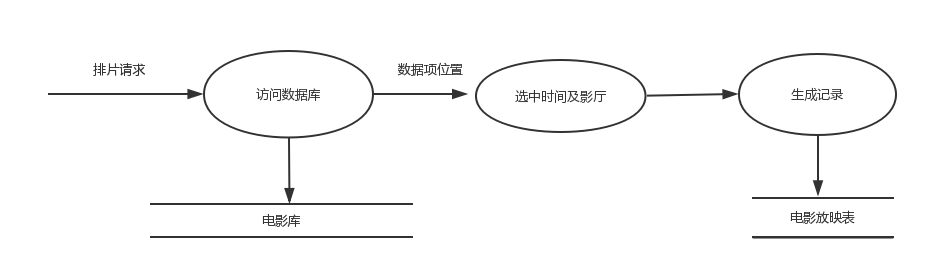 排片请求
访问数据库
数据项位置
选中时间及影厅
生成记录
电影库
电影放映表